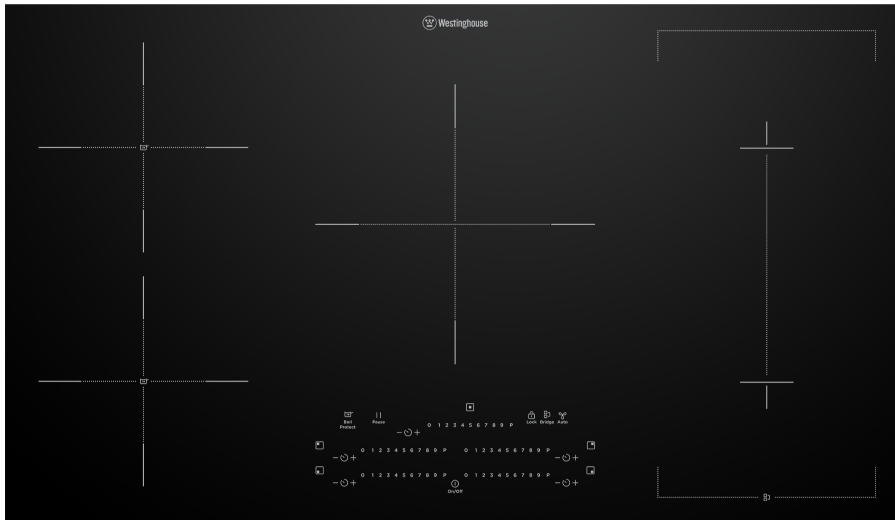 Westinghouse
Boil Protect
Pause
0 1 2 3 4 5 6 7 8 9 P
Lock Bridge Auto
− +
− + 0 1 2 3 4 5 6 7 8 9 P 0 1 2 3 4 5 6 7 8 9 P − +
− + 0 1 2 3 4 5 6 7 8 9 P 0 1 2 3 4 5 6 7 8 9 P − +
On/Off